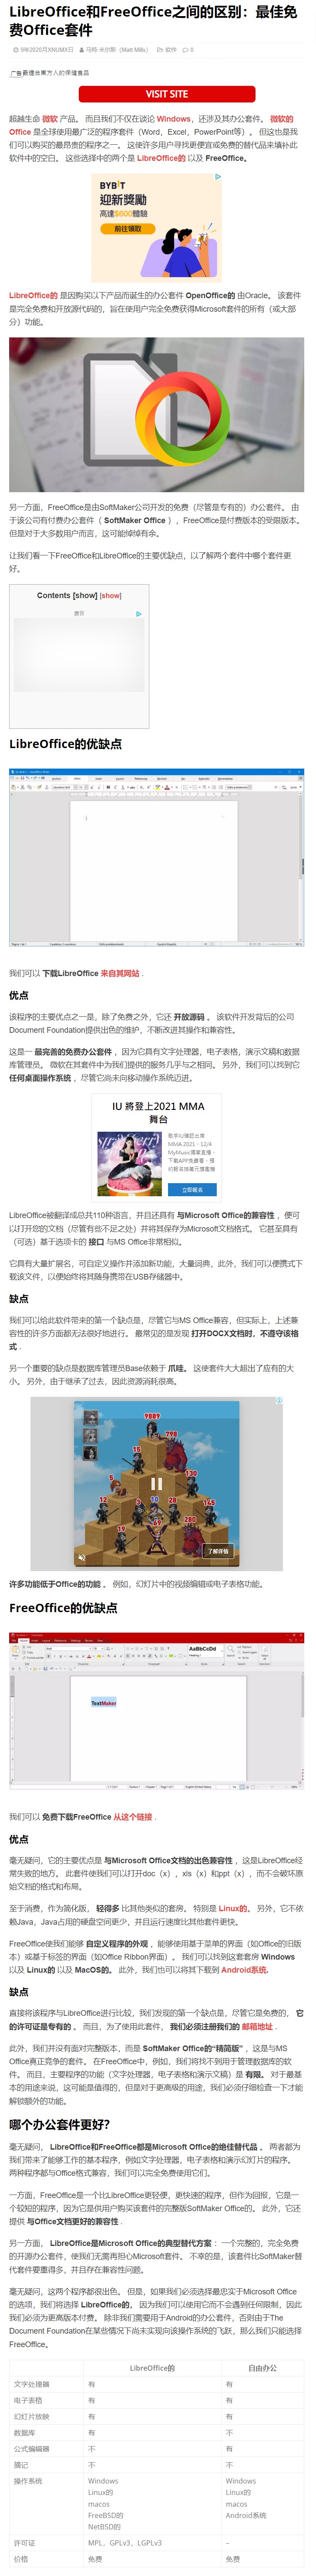 LibreOffice和FreeOffice之间的区别：最佳免
费Office套件
马特·米尔斯（Matt Mills）
软件
0
VISIT SITE
超越生命 微软 产品。 而且我们不仅在谈论 Windows，还涉及其办公套件。 微软的
Office 是全球使用最广泛的程序套件（Word，Excel，PowerPoint等）。 但这也是我
们可以购买的最昂贵的程序之一。 这使许多用户寻找更便宜或免费的替代品来填补此
软件中的空白。 这些选择中的两个是 LibreOffice的 以及 FreeOffice。
BYBIT
迎新獎勵
高達$600體驗
前往領取
LibreOffice的 是因购买以下产品而诞生的办公套件 OpenOffice的 由Oracle。 该套件
是完全免费和开放源代码的，旨在使用户完全免费获得Microsoft套件的所有（或大部
分）功能。
另一方面，FreeOffice是由SoftMaker公司开发的免费（尽管是专有的）办公套件。 由
于该公司有付费办公套件（ SoftMaker Office ），FreeOffice是付费版本的受限版本。
但是对于大多数用户而言，这可能绰绰有余。
让我们看一下FreeOffice和LibreOffice的主要优缺点，以了解两个套件中哪个套件更
好。
Contents [show] [show]
LibreOffice的优缺点
我们可以 下载LibreOffice 来自其网站 .
优点
该程序的主要优点之一是，除了免费之外，它还 开放源码 。 该软件开发背后的公司
Document Foundation提供出色的维护，不断改进其操作和兼容性。
这是一 最完善的免费办公套件 ，因为它具有文字处理器，电子表格，演示文稿和数据
库管理员。 微软在其套件中为我们提供的服务几乎与之相同。 另外，我们可以找到它
任何桌面操作系统 ，尽管它尚未向移动操作系统迈进。
IU 將登上2021 MMA
舞台
歌手IU確認出席
MMA 2021・12/4
立即報名
LibreOffice被翻译成总共110种语言，并且还具有 与Microsoft Office的兼容性 ，便可
以打开您的文档（尽管有些不足之处）并将其保存为Microsoft文档格式。 它甚至具有
（可选）基于选项卡的 接口 与MS Office非常相似。
它具有大量扩展名，可自定义操作并添加新功能，大量词典，此外，我们可以便携式下
载该文件，以便始终将其随身携带在USB存储器中。
缺点
我们可以给此软件带来的第一个缺点是，尽管它与MS Office兼容，但实际上，上述兼
容性的许多方面都无法很好地进行。 最常见的是发现 打开DOCX文档时，不遵守该格
式 .
另一个重要的缺点是数据库管理员Base依赖于 爪哇。 这使套件大大超出了应有的大
小。 另外，由于继承了过去，因此资源消耗很高。
9889
798
15
130
145
280
了解詳情
许多功能低于Office的功能 。 例如，幻灯片中的视频编辑或电子表格功能。
FreeOffice的优缺点
TextMaker
我们可以 免费下载FreeOffice 从这个链接 .
优点
毫无疑问，它的主要优点是 与Microsoft Office文档的出色兼容性 ，这是LibreOffice经
常失败的地方。 此套件使我们可以打开doc（x），xls（x）和ppt（x），而不会破坏原
始文档的格式和布局。
至于消费，作为简化版， 轻得多 比其他类似的套房。 特别是 Linux的。 另外，它不依
赖Java，Java占用的硬盘空间更少，并且运行速度比其他套件更快。
FreeOffice使我们能够 自定义程序的外观 ，能够使用基于菜单的界面（如Office的旧版
本）或基于标签的界面（如Office Ribbon界面）。 我们可以找到这套套房 Windows
以及 Linux的 以及 MacOS的。 此外，我们也可以将其下载到 Android系统.
缺点
直接将该程序与LibreOffice进行比较，我们发现的第一个缺点是，尽管它是免费的， 它
的许可证是专有的 。 而且，为了使用此套件， 我们必须注册我们的 邮箱地址 .
此外，我们并没有面对完整版本，而是 SoftMaker Office的“精简版” ，这是与MS
Office真正竞争的套件。 在FreeOffice中，例如，我们将找不到用于管理数据库的软
件。 而且，主要程序的功能（文字处理器，电子表格和演示文稿）是 有限。 对于最基
本的用途来说，这可能是值得的，但是对于更高级的用途，我们必须仔细检查一下才能
解锁额外的功能。
哪个办公套件更好？
毫无疑问， LibreOffice和FreeOffice都是Microsoft Office的绝佳替代品 。 两者都为
我们带来了能够工作的基本程序，例如文字处理器，电子表格和演示幻灯片的程序。
两种程序都与Office格式兼容，我们可以完全免费使用它们。
一方面，FreeOffice是一个比LibreOffice更轻便，更快速的程序，但作为回报，它是一
个较短的程序，因为它是供用户购买该套件的完整版SoftMaker Office的。 此外，它还
提供 与Office文档更好的兼容性 .
另一方面， LibreOffice是Microsoft Office的典型替代方案 ：一个完整的，完全免费
的开源办公套件，使我们无需再担心Microsoft套件。 不幸的是，该套件比SoftMaker替
代套件要重得多，并且存在兼容性问题。
毫无疑问，这两个程序都很出色。 但是，如果我们必须选择最忠实于Microsoft Office
的选项，我们将选择 LibreOffice的， 因为我们可以使用它而不会遇到任何限制，因此
我们必须为更高版本付费。 除非我们需要用于Android的办公套件，否则由于The
Document Foundation在某些情况下尚未实现向该操作系统的飞跃，那么我们只能选择
FreeOffice。
LibreOffice的 自由办公
文字处理器 有 有
电子表格 有 有
幻灯片放映 有 有
数据库 有 不
公式编辑器 不 有
摘记 不 不
操作系统 Windows Windows
Linux的 Linux的
macos macos
FreeBSD的 Android系统
NetBSD的
许可证 MPL，GPLv3，LGPLv3 –
价格 免费 免费